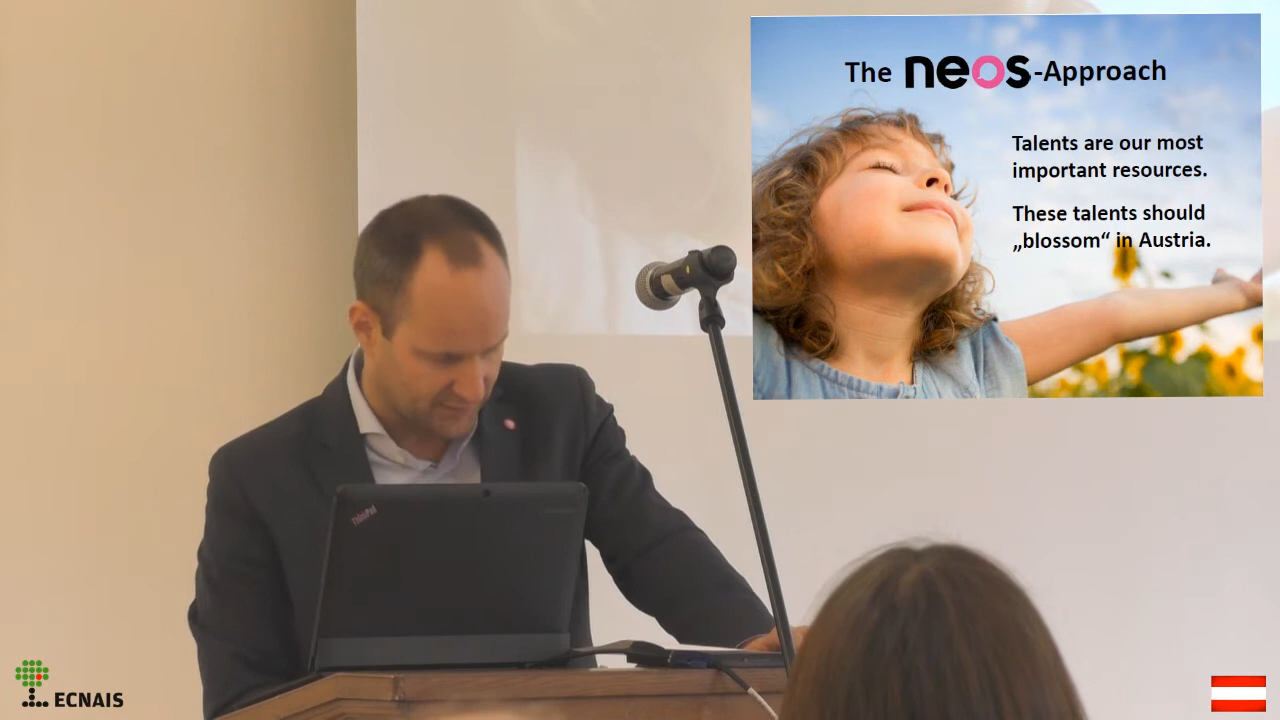 The neos-Approach
Talents are our most
important resources.
These talents should
„blossom“ in Austria.
ThinkPad
ECNAIS